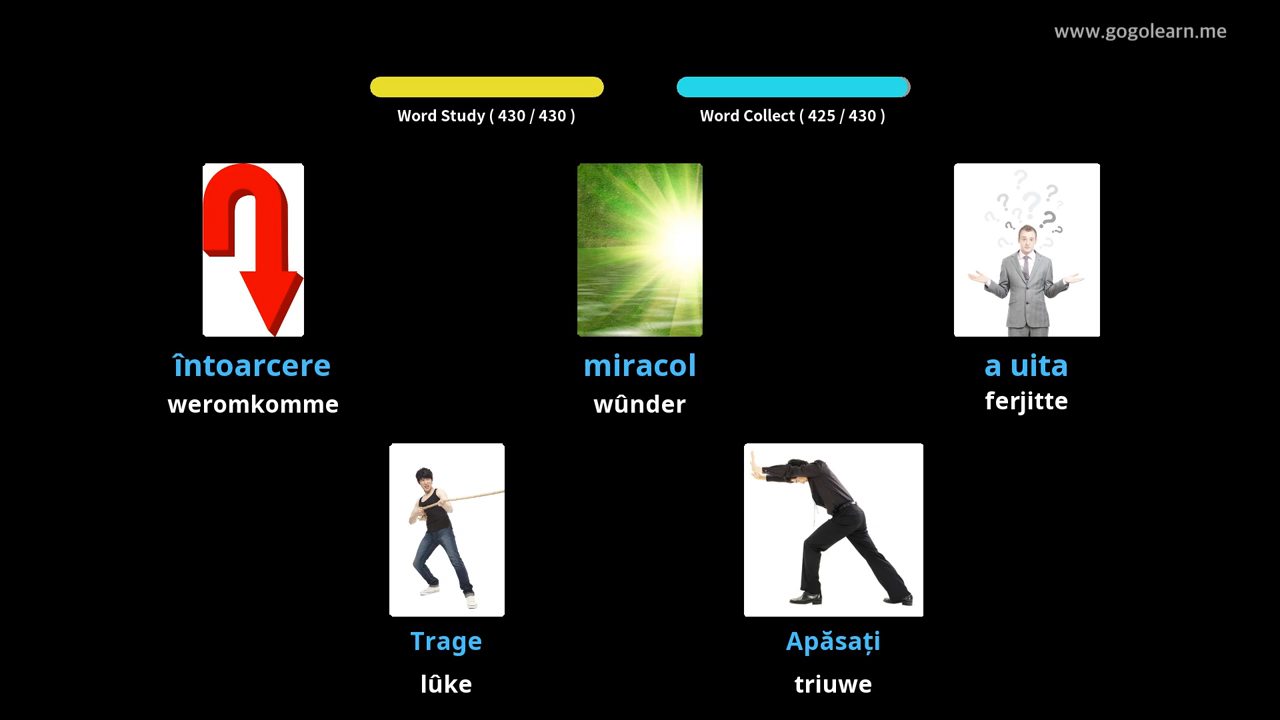 www.gogolearn.me
Word Study ( 430 / 430 )
Word Collect ( 425 / 430 )
întoarcere
weromkomme
miracol
wûnder
a uita
ferjitte
Trage
lûke
Apăsați
triuwe